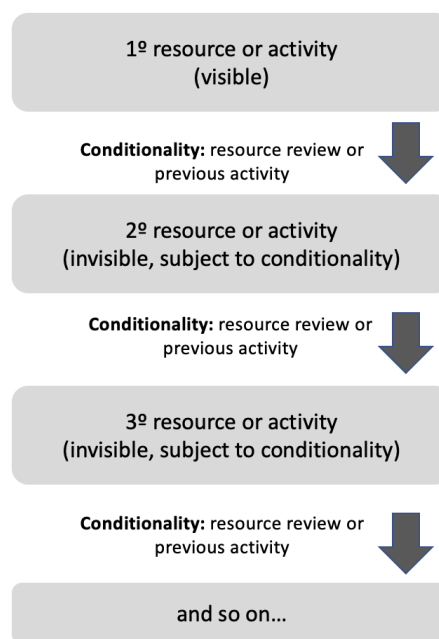 1º resource or activity
(visible)
Conditionality: resource review or
previous activity
2º resource or activity
(invisible, subject to conditionality)
Conditionality: resource review or
previous activity
3º resource or activity
(invisible, subject to conditionality)
Conditionality: resource review or
previous activity
and so on...